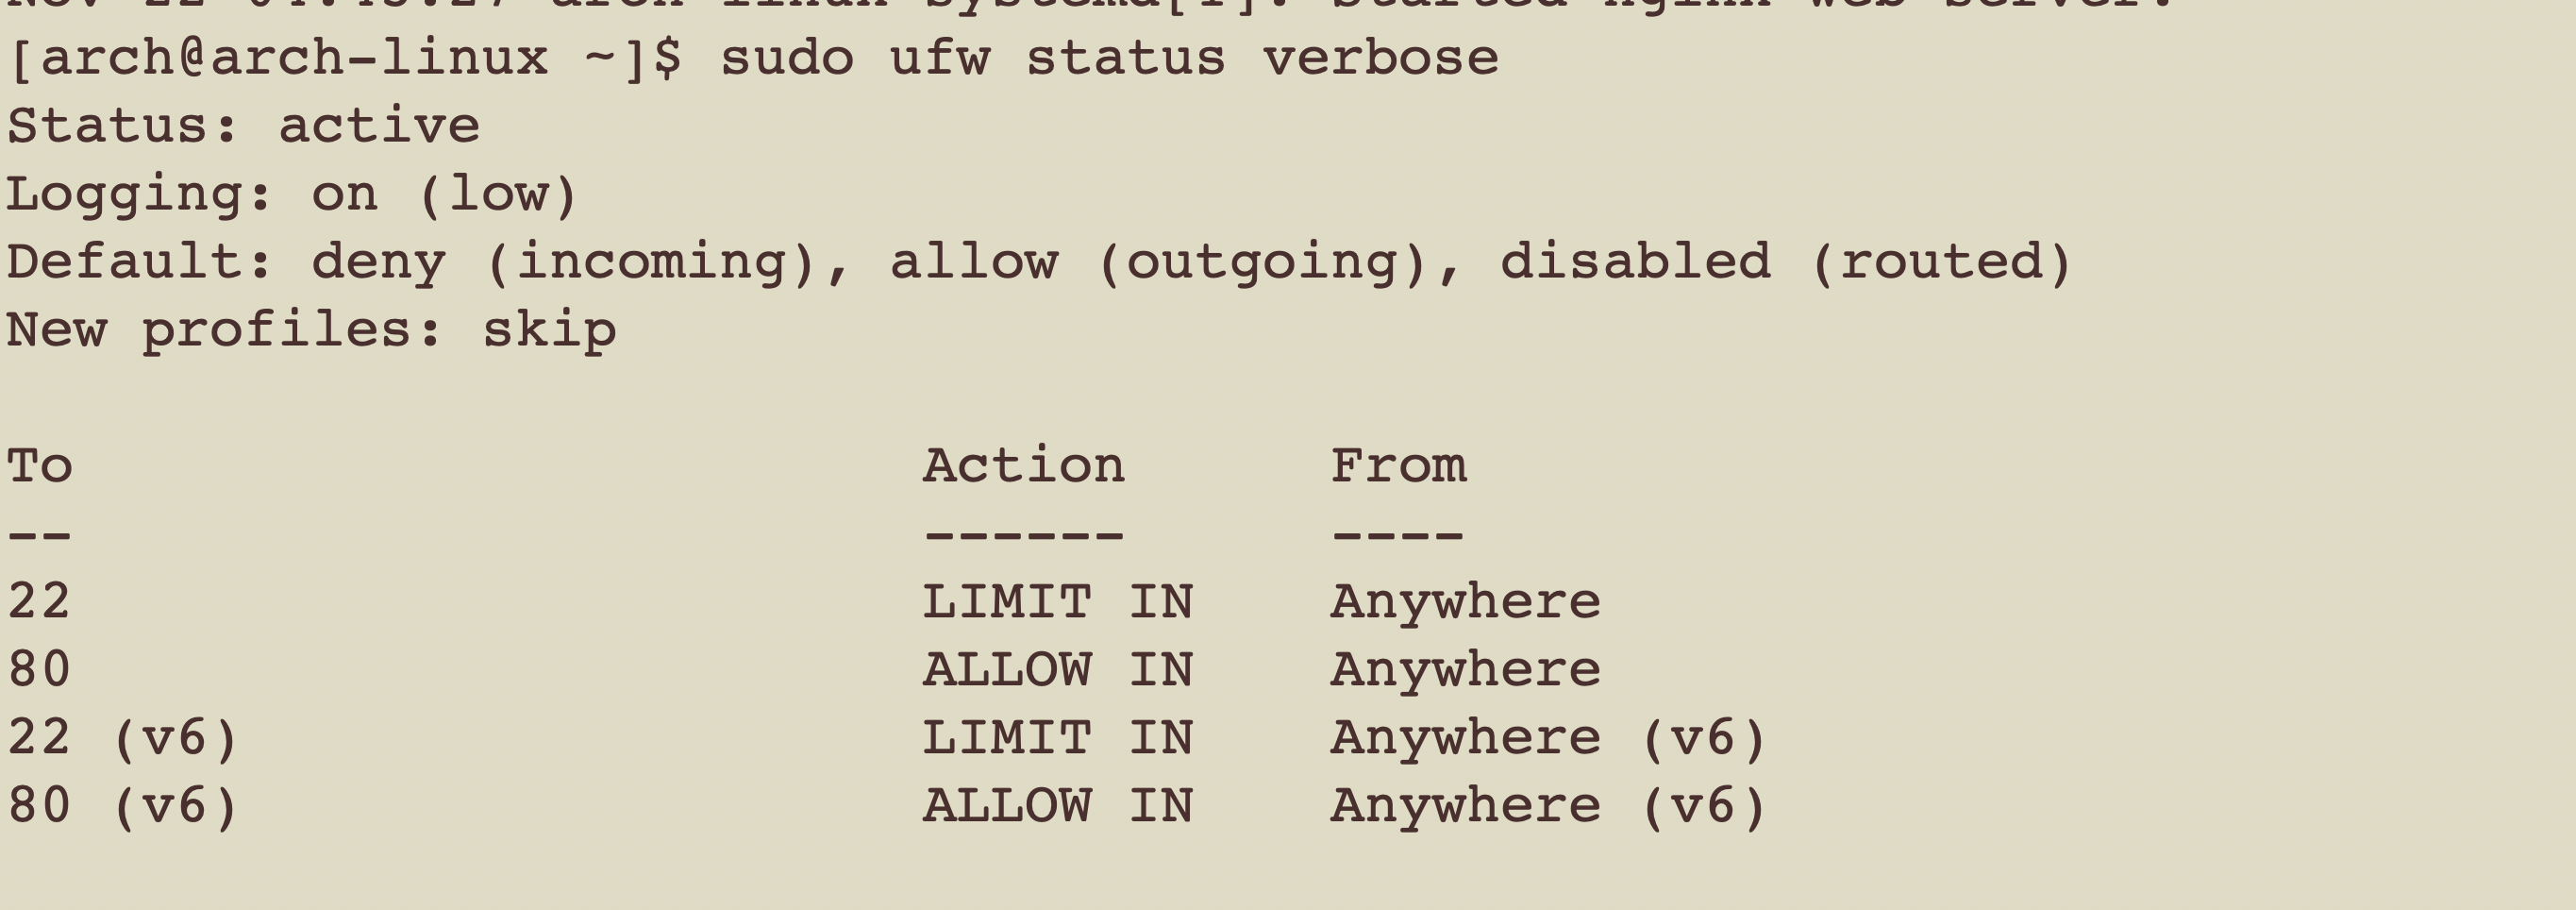 [arch@arch-linux ~]$ sudo ufw status verbose
Status: active
Logging: on (low)
Default: deny (incoming), allow (outgoing), disabled (routed)
New profiles: skip
To                         Action      From
--                         ------      ----
22                         LIMIT IN    Anywhere
80                         ALLOW IN    Anywhere
22 (v6)                    LIMIT IN    Anywhere (v6)
80 (v6)                    ALLOW IN    Anywhere (v6)